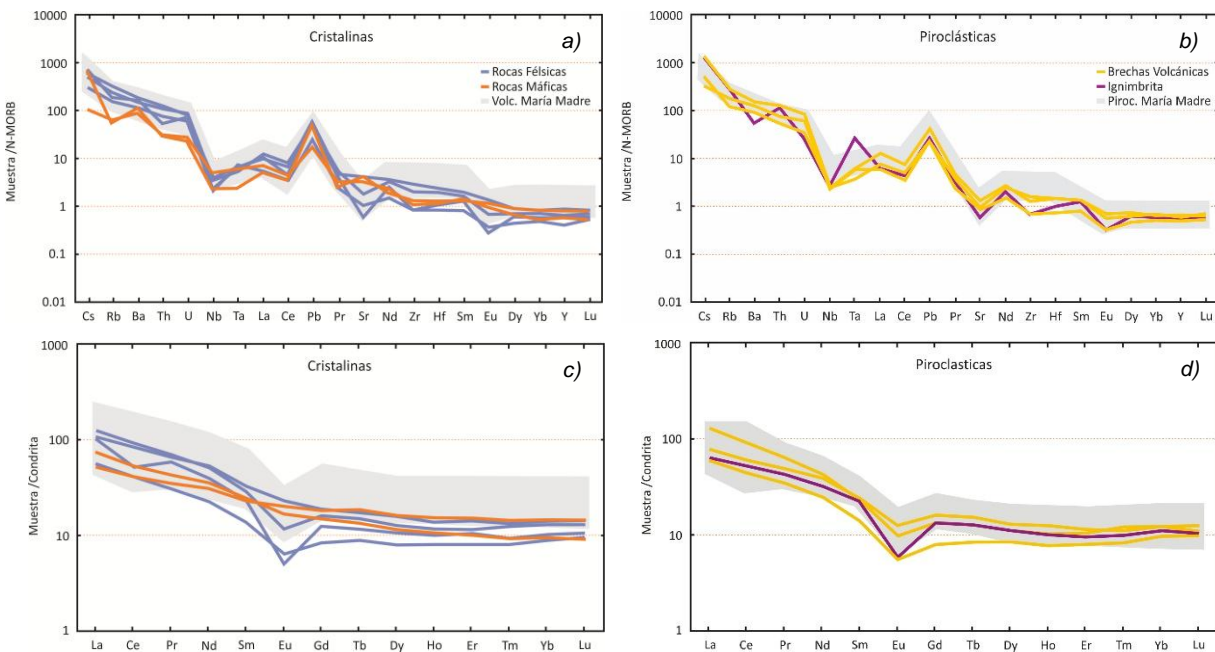 Cristalinas
a)
10000
1000
100
10
1
0.1
0.01
Muestra /N-MORB
Rocas Félsicas
Rocas Máficas
Volc. María Madre
Cs Rb Ba Th U Nb Ta La Ce Pb Pr Sr Nd Zr Hf Sm Eu Dy Yb Y Lu
Piroclásticas
b)
10000
1000
100
10
1
0.1
0.01
Muestra /N-MORB
Brechas Volcánicas
Ignimbrita
Piroc. María Madre
Cs Rb Ba Th U Nb Ta La Ce Pb Pr Sr Nd Zr Hf Sm Eu Dy Yb Y Lu
Cristalinas
c)
1000
100
10
1
Muestra /Condrita
La Ce Pr Nd Sm Eu Gd Tb Dy Ho Er Tm Yb Lu
Piroclasticas
d)
1000
100
10
1
Muestra /Condrita
La Ce Pr Nd Sm Eu Gd Tb Dy Ho Er Tm Yb Lu